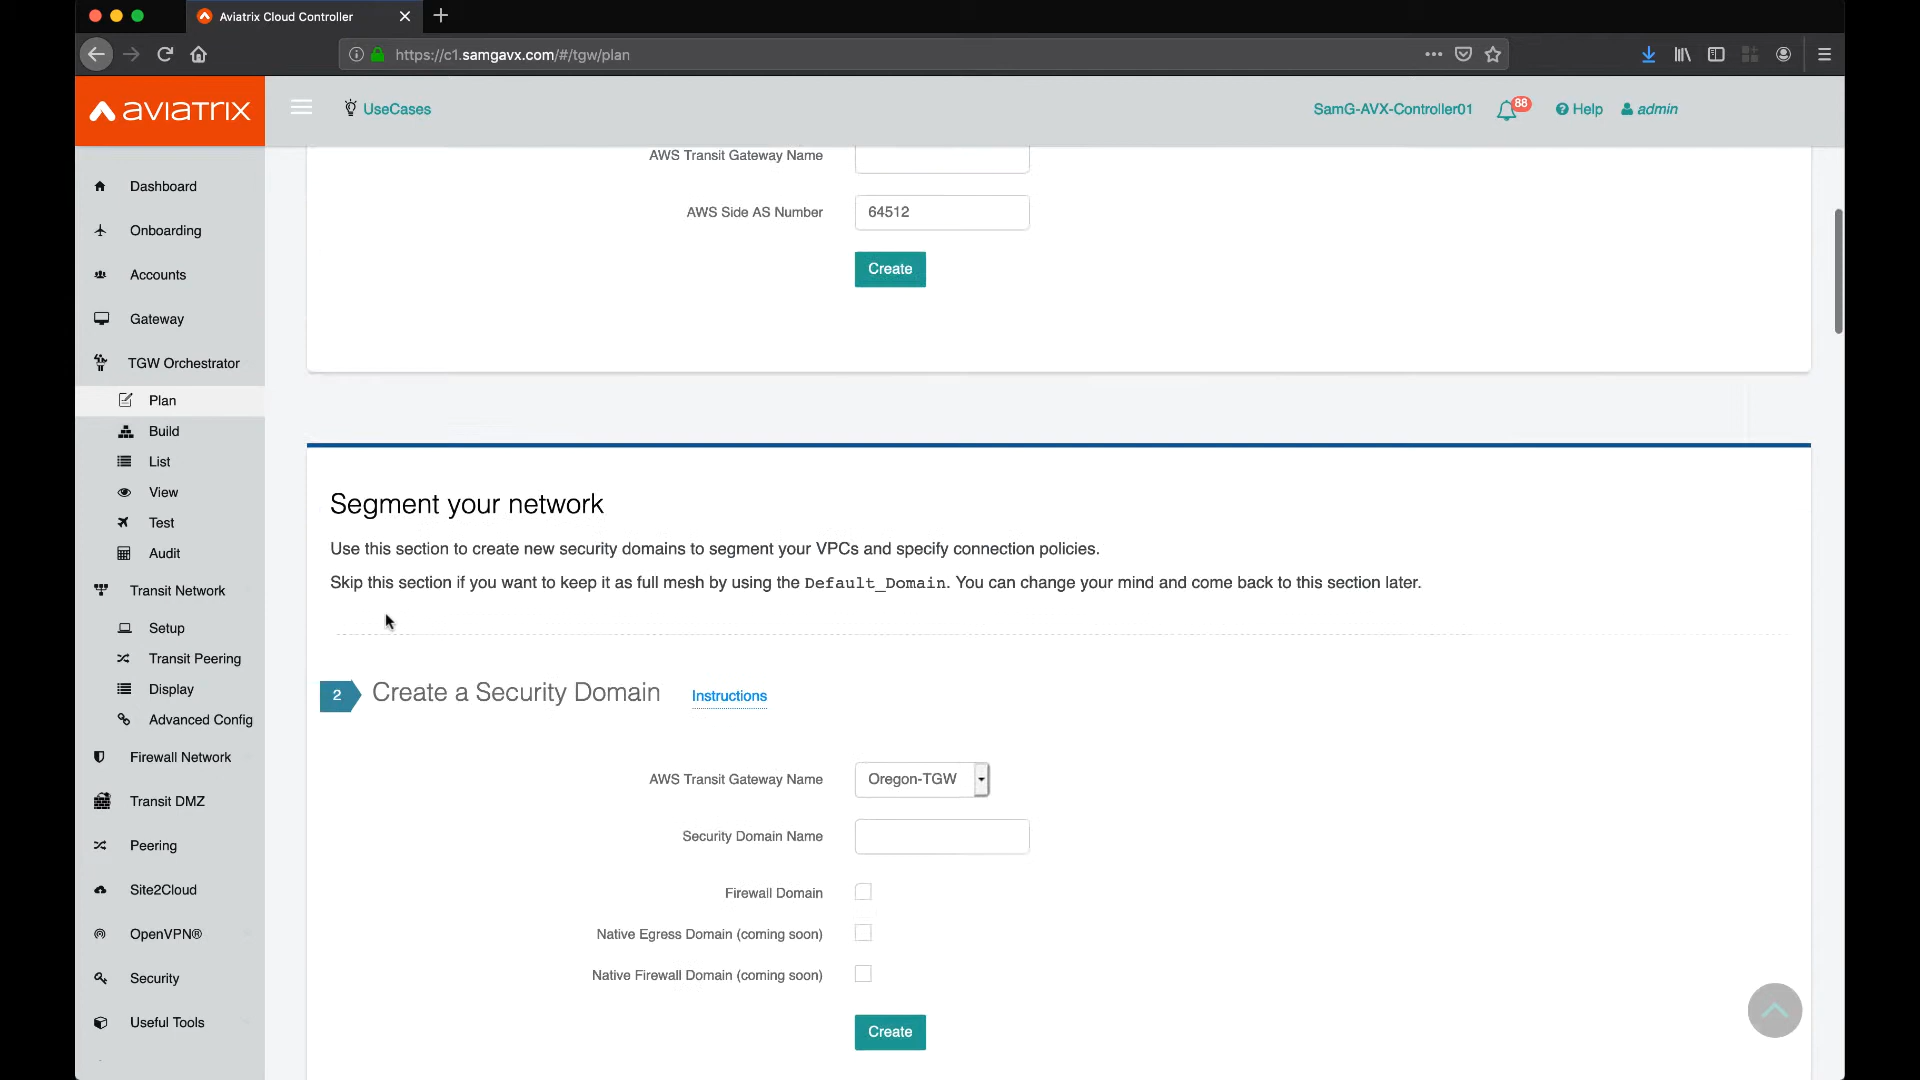 Aviatrix Cloud Controller
https://c1.samgavx.com/#/tgw/plan
aviatrix
UseCases
SamG-AVX-Controller01
88
Help
admin
Dashboard
Onboarding
Accounts
Gateway
TGW Orchestrator
Plan
Build
List
View
Test
Audit
Transit Network
Setup
Transit Peering
Display
Advanced Config
Firewall Network
Transit DMZ
Peering
Site2Cloud
OpenVPN®
Security
Useful Tools
AWS Transit Gateway Name
AWS Side AS Number
64512
Create
Segment your network
Use this section to create new security domains to segment your VPCs and specify connection policies.
Skip this section if you want to keep it as full mesh by using the Default_Domain. You can change your mind and come back to this section later.
2
Create a Security Domain
Instructions
AWS Transit Gateway Name
Oregon-TGW
Security Domain Name
Firewall Domain
Native Egress Domain (coming soon)
Native Firewall Domain (coming soon)
Create